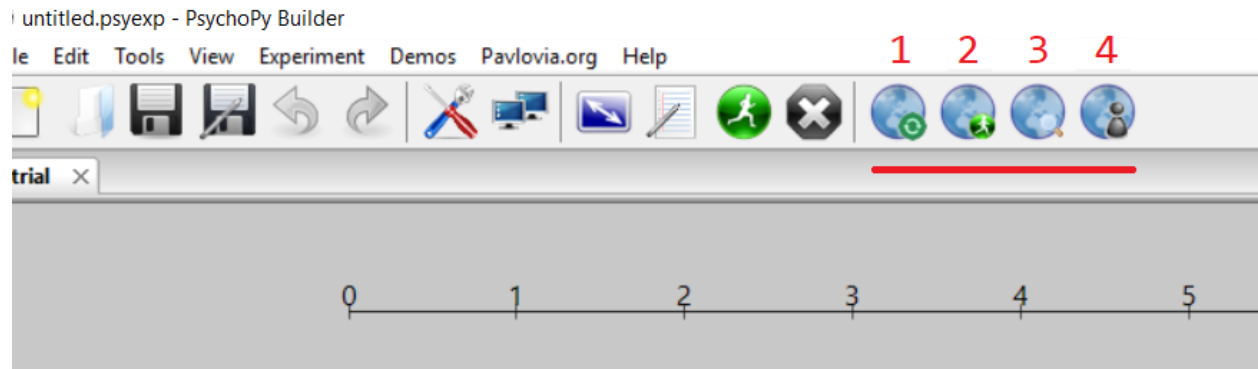 untitled.psyexp - PsychoPy Builder
le Edit Tools View Experiment Demos Pavlovia.org Help
1 2 3 4
trial
0 1 2 3 4 5